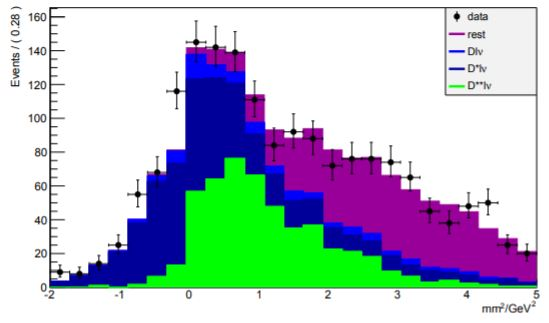 Events / ( 0.28 )
160
140
120
100
80
60
40
20
0
-2 -1 0 1 2 3 4 5
mm²/GeV²
data
rest
Dlν
D*lν
D**lν